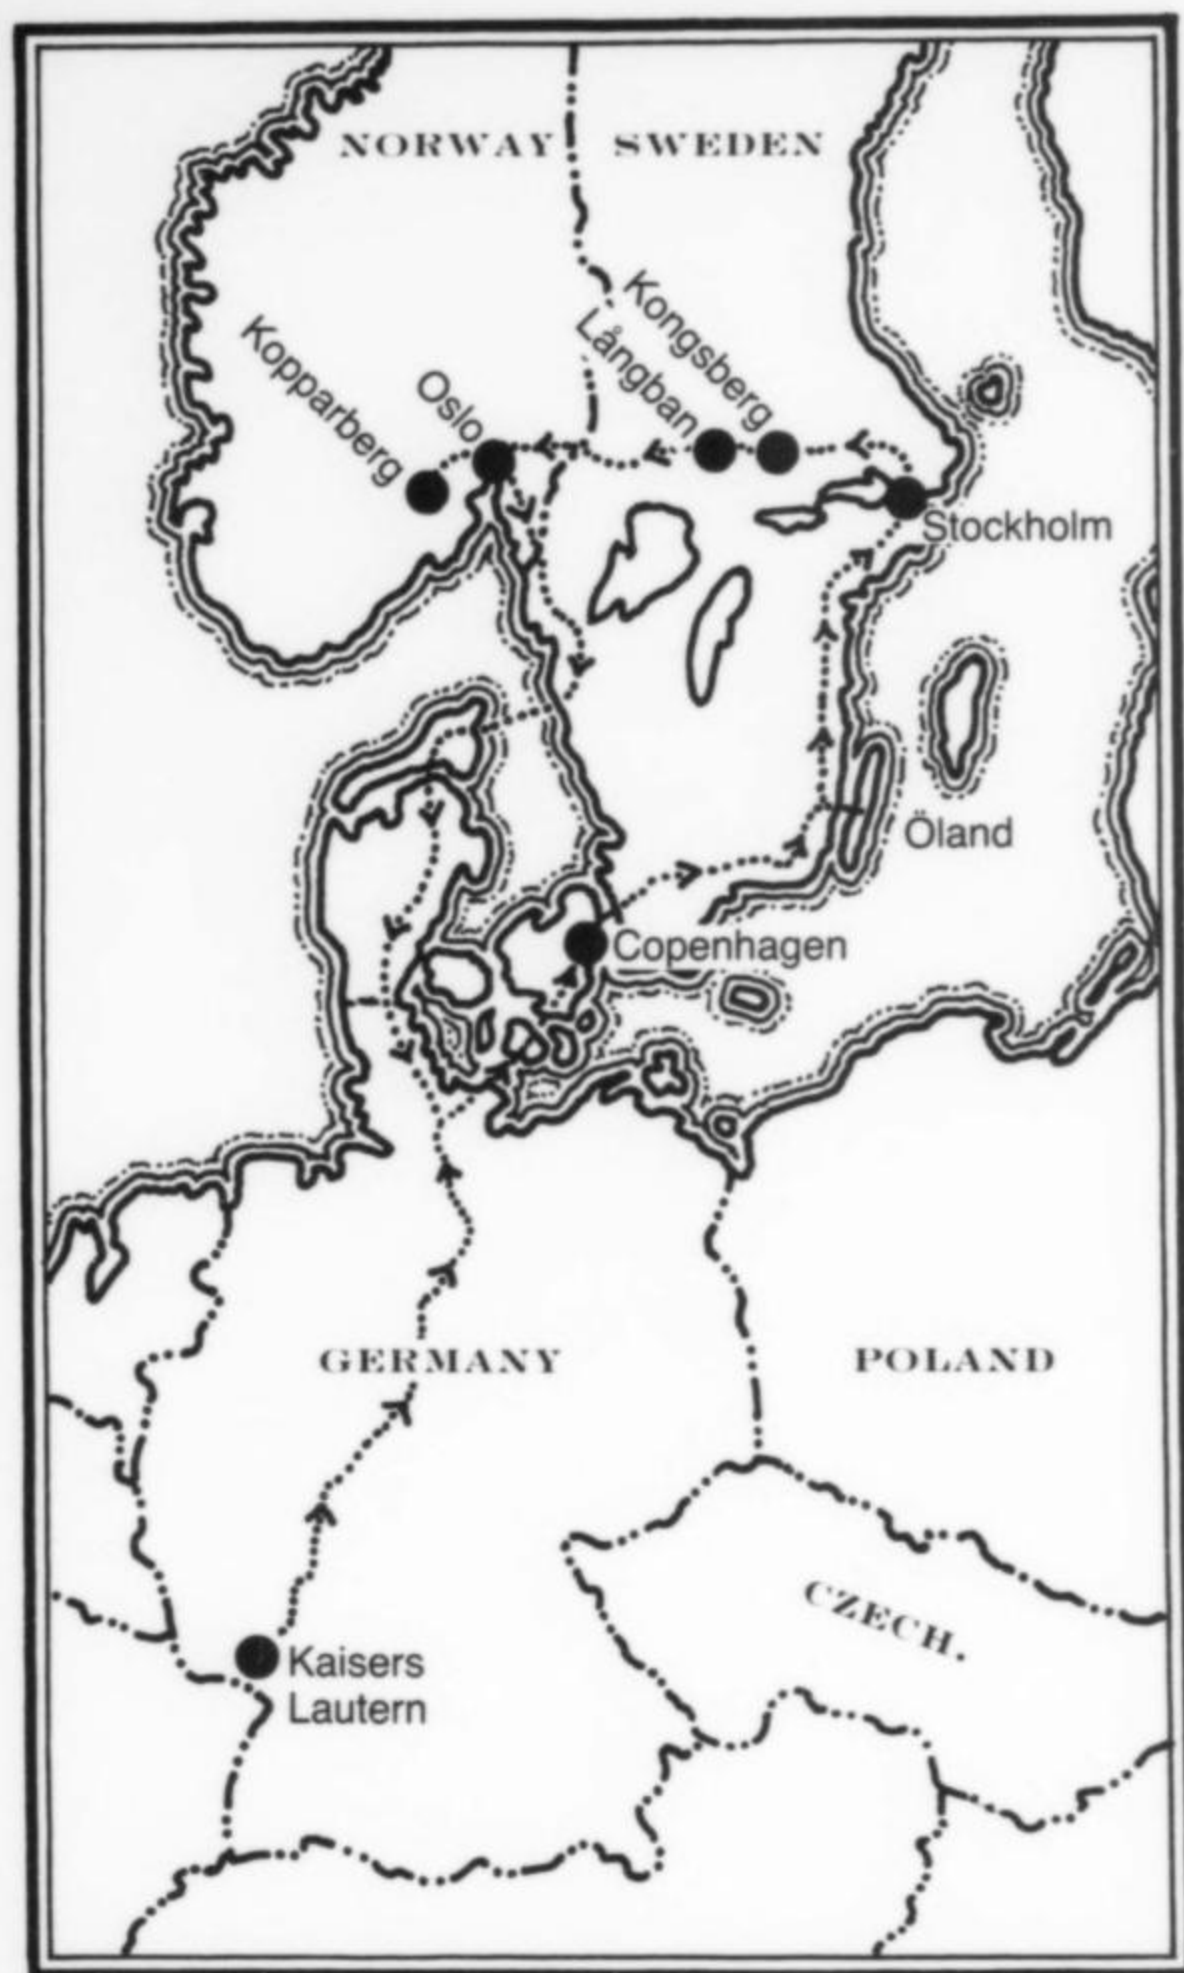 NORWAY
SWEDEN
Kongsberg
Långban
Kopparberg
Oslo
Stockholm
Öland
Copenhagen
GERMANY
POLAND
CZECH.
Kaisers
Lautern